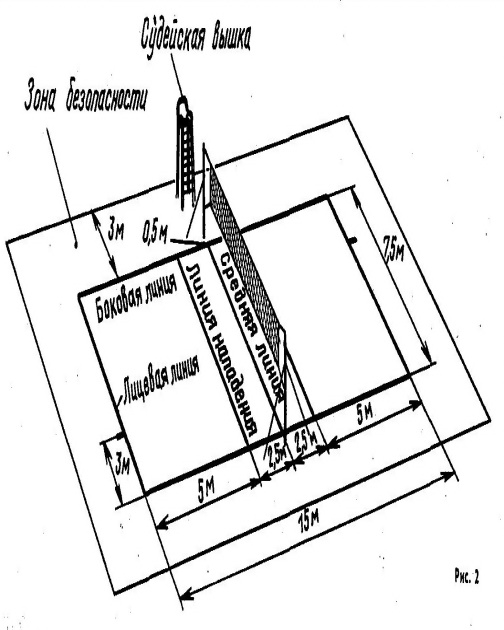 Судейская вышка
Зона безопасности
3м
0,5м
7,5м
Боковая линия
Линия нападения
Средняя линия
Лицевая линия
3м
5м
2,5м
2,5м
5м
15м
Рис. 2